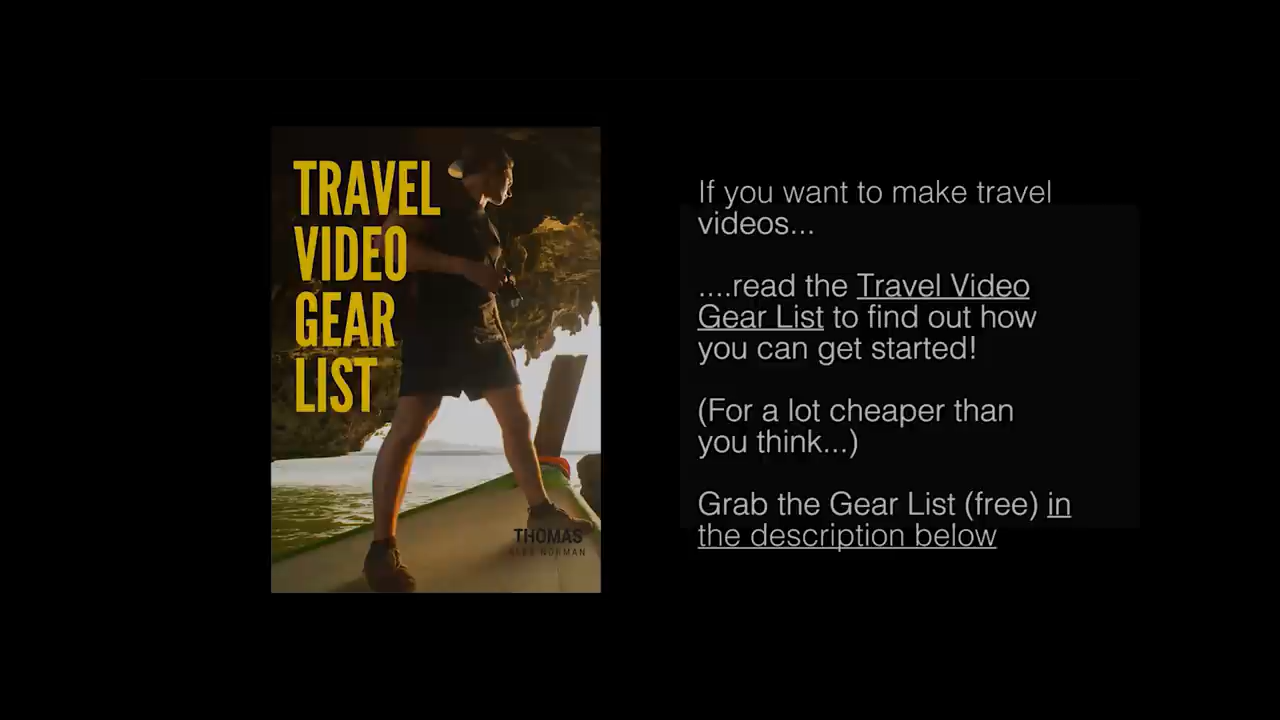 TRAVEL
VIDEO
GEAR
LIST
THOMAS
ALEX NORMAN
If you want to make travel
videos...
....read the Travel Video
Gear List to find out how
you can get started!
(For a lot cheaper than
you think...)
Grab the Gear List (free) in
the description below